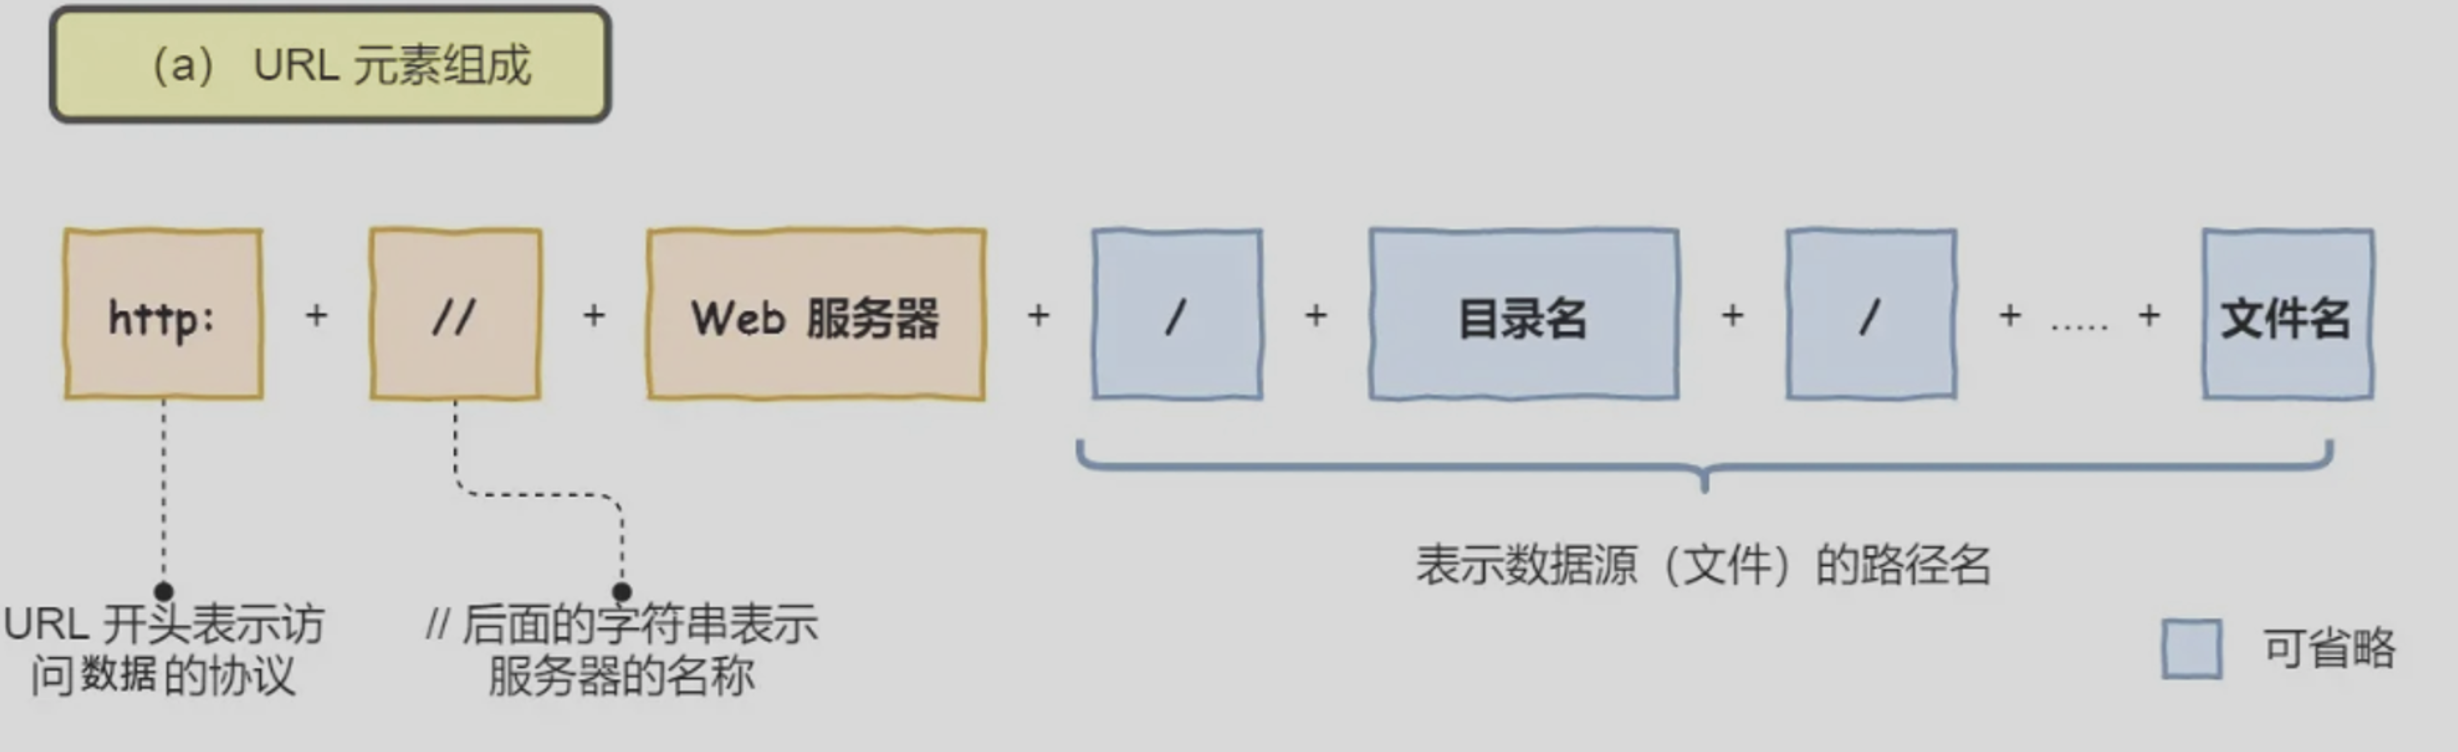 （a） URL 元素组成
http: + // + Web 服务器 + / + 目录名 + / + ..... + 文件名
URL 开头表示访
问数据的协议
// 后面的字符串表示
服务器的名称
表示数据源（文件）的路径名
可省略